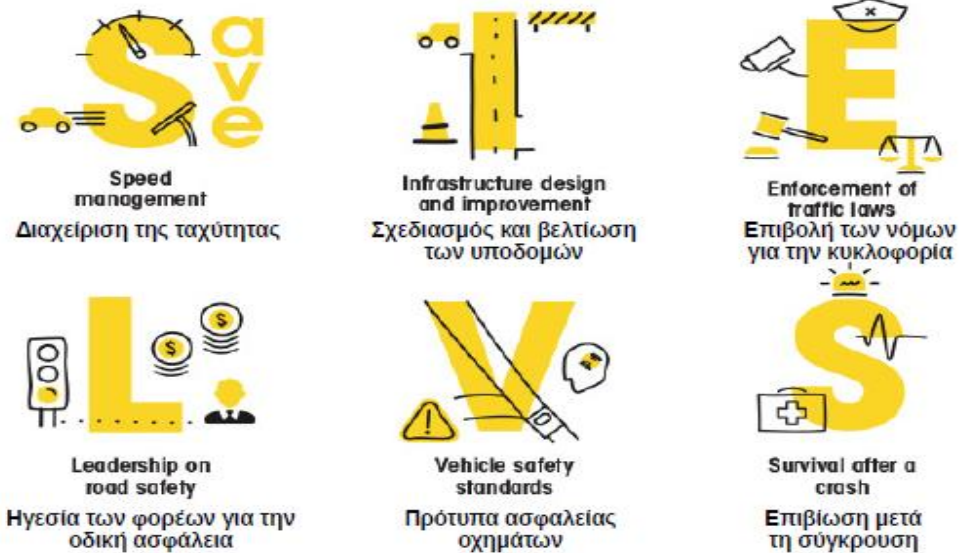 Save
Speed
management
Διαχείριση της ταχύτητας
I
Infrastructure design
and improvement
Σχεδιασμός και βελτίωση
των υποδομών
E
Enforcement of
traffic laws
Επιβολή των νόμων
για την κυκλοφορία
L
$
$
Leadership on
road safety
Ηγεσία των φορέων για την
οδική ασφάλεια
V
!
Vehicle safety
standards
Πρότυπα ασφαλείας
οχημάτων
S
Survival after a
crash
Επιβίωση μετά
τη σύγκρουση